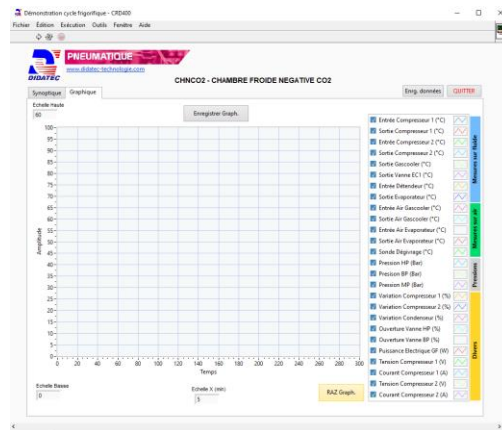 Démonstration cycle frigorifique - CRD400
Fichier Édition Exécution Outils Fenêtre Aide
PNEUMATIQUE
DIDATEC
www.didatec-technologie.com
CHNCO2 - CHAMBRE FROIDE NEGATIVE CO2
Synoptique Graphique
Enrg. données QUITTER
Echelle Haute
60
Enregistrer Graph.
Amplitude
100
95
90
85
80
75
70
65
60
55
50
45
40
35
30
25
20
15
10
5
0
0 20 40 60 80 100 120 140 160 180 200 220 240 260 280 300
Temps
Echelle Basse
0
Echelle X (min)
5
RAZ Graph.
Entrée Compresseur 1 (°C)
Sortie Compresseur 1 (°C)
Entrée Compresseur 2 (°C)
Sortie Compresseur 2 (°C)
Sortie Gascooler (°C)
Sortie Vanne EC1 (°C)
Entrée Détendeur (°C)
Sortie Evaporateur (°C)
Entrée Air Gascooler (°C)
Sortie Air Gascooler (°C)
Entrée Air Evaporateur (°C)
Sortie Air Evaporateur (°C)
Sonde Dégivrage (°C)
Pression HP (Bar)
Pression BP (Bar)
Pression MP (Bar)
Variation Compresseur 1 (%)
Variation Compresseur 2 (%)
Variation Condenseur (%)
Ouverture Vanne HP (%)
Ouverture Vanne BP (%)
Puissance Electrique GF (W)
Tension Compresseur 1 (V)
Courant Compresseur 1 (A)
Tension Compresseur 2 (V)
Courant Compresseur 2 (A)
Mesures sur fluide
Mesures sur air
Pressions
Divers